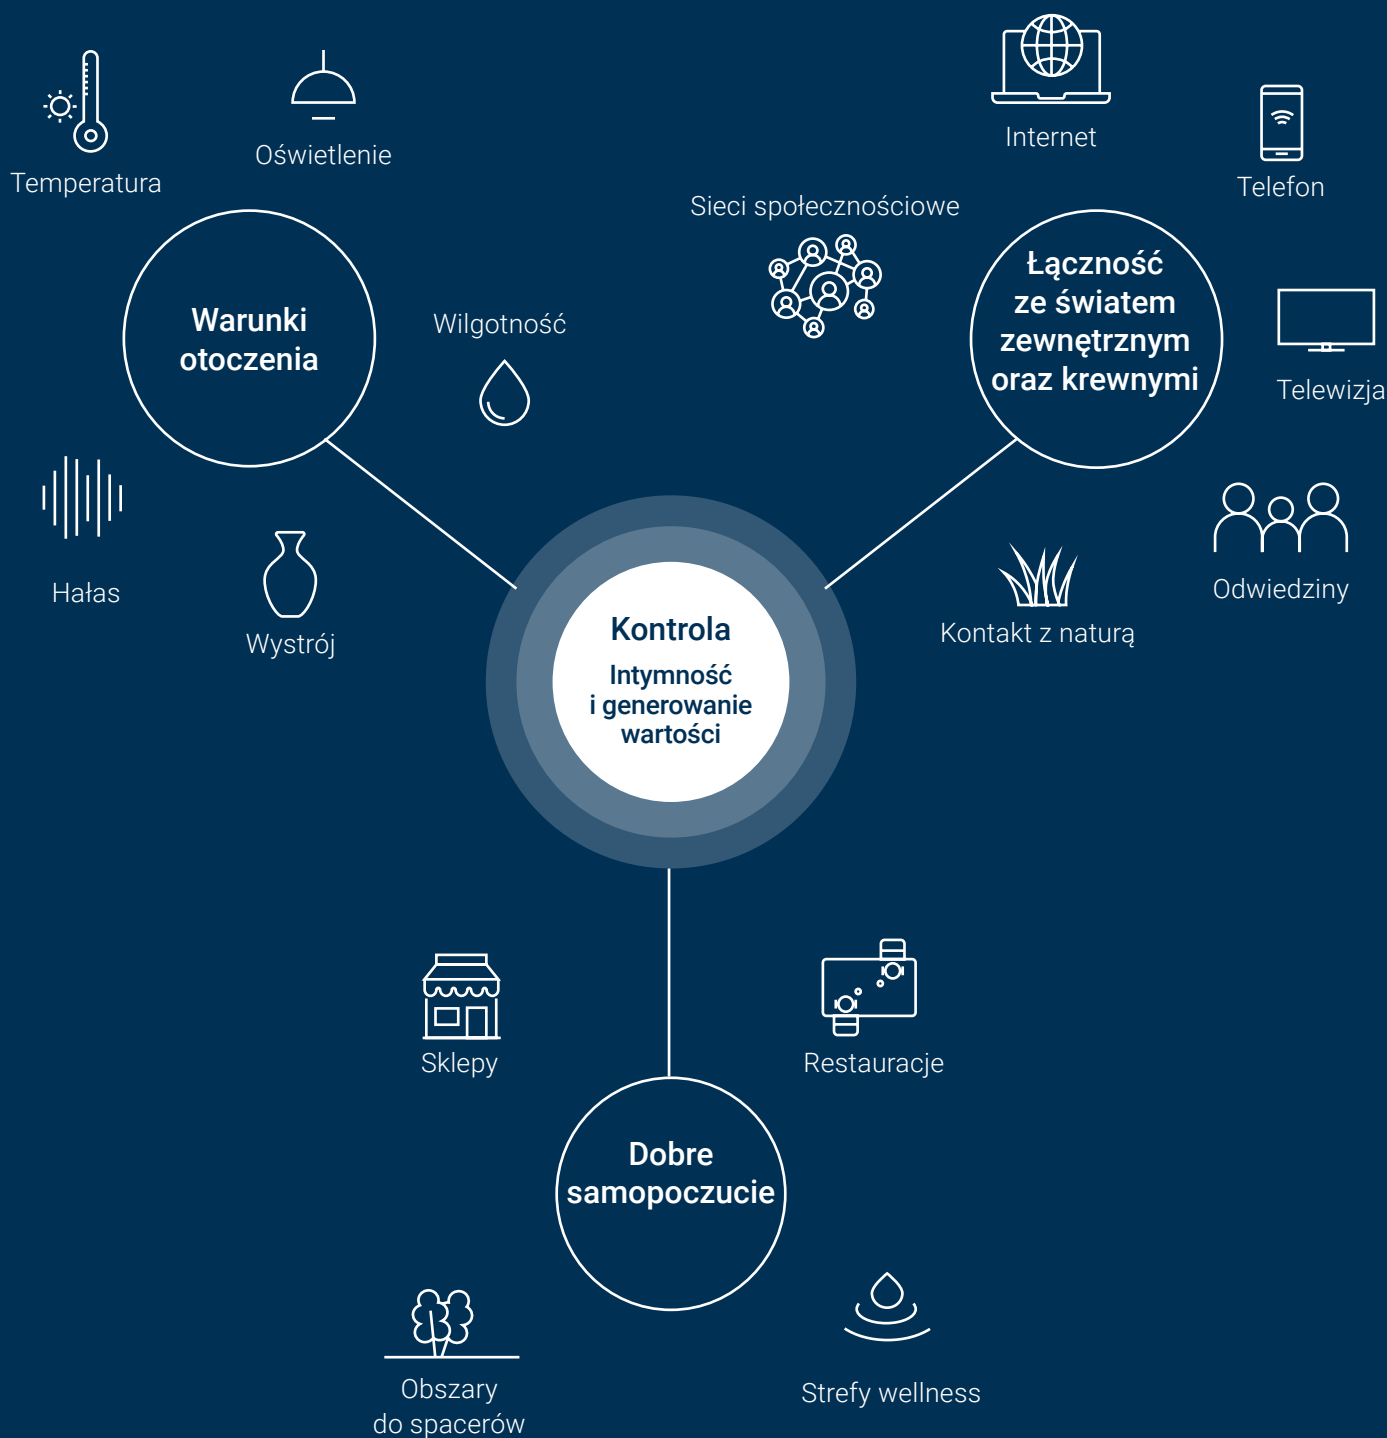 Temperatura
Oświetlenie
Warunki
otoczenia
Wilgotność
Hałas
Wystrój
Internet
Telefon
Sieci społecznościowe
Łączność
ze światem
zewnętrznym
oraz krewnymi
Telewizja
Odwiedziny
Kontakt z naturą
Kontrola
Intymność
i generowanie
wartości
Sklepy
Restauracje
Dobre
samopoczucie
Obszary
do spacerów
Strefy wellness